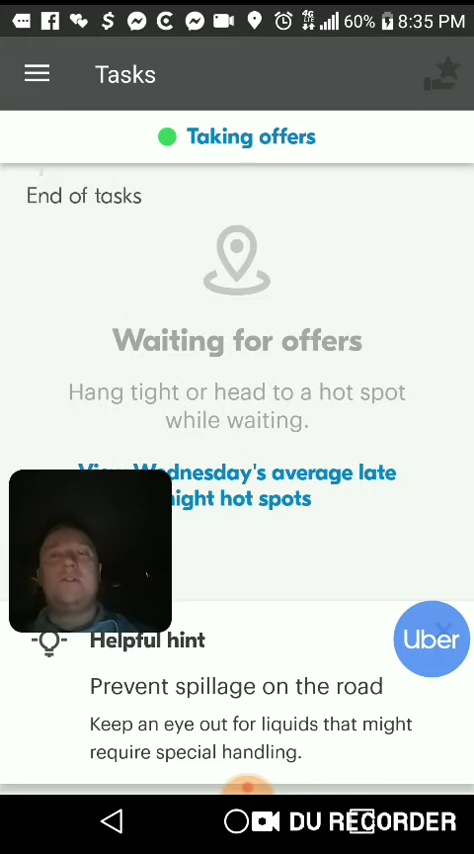 4G LTE 60% 8:35 PM
Tasks
Taking offers
End of tasks
Waiting for offers
Hang tight or head to a hot spot
while waiting.
Wednesday's average late
night hot spots
Helpful hint
Uber
Prevent spillage on the road
Keep an eye out for liquids that might
require special handling.
DU RECORDER